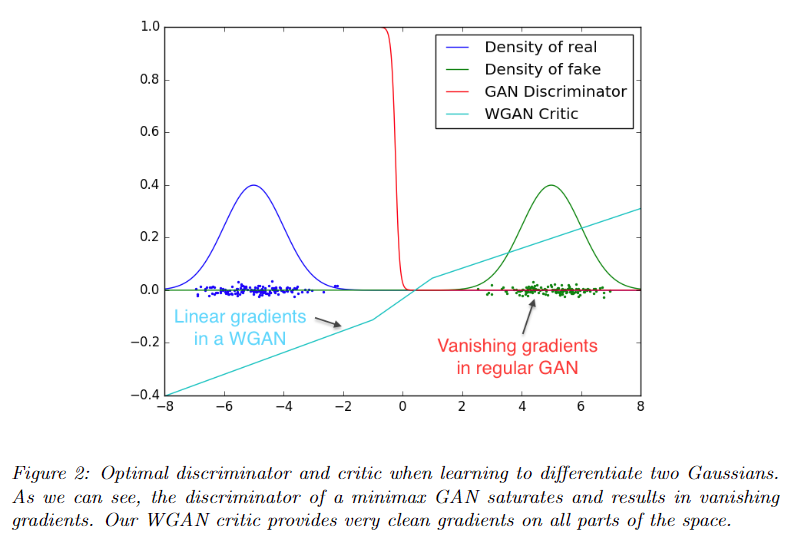 1.0
0.8
0.6
0.4
0.2
0.0
−0.2
−0.4
−8
−6
−4
−2
0
2
4
6
8
Density of real
Density of fake
GAN Discriminator
WGAN Critic
Linear gradients
in a WGAN
Vanishing gradients
in regular GAN
Figure 2: Optimal discriminator and critic when learning to differentiate two Gaussians.
As we can see, the discriminator of a minimax GAN saturates and results in vanishing
gradients. Our WGAN critic provides very clean gradients on all parts of the space.